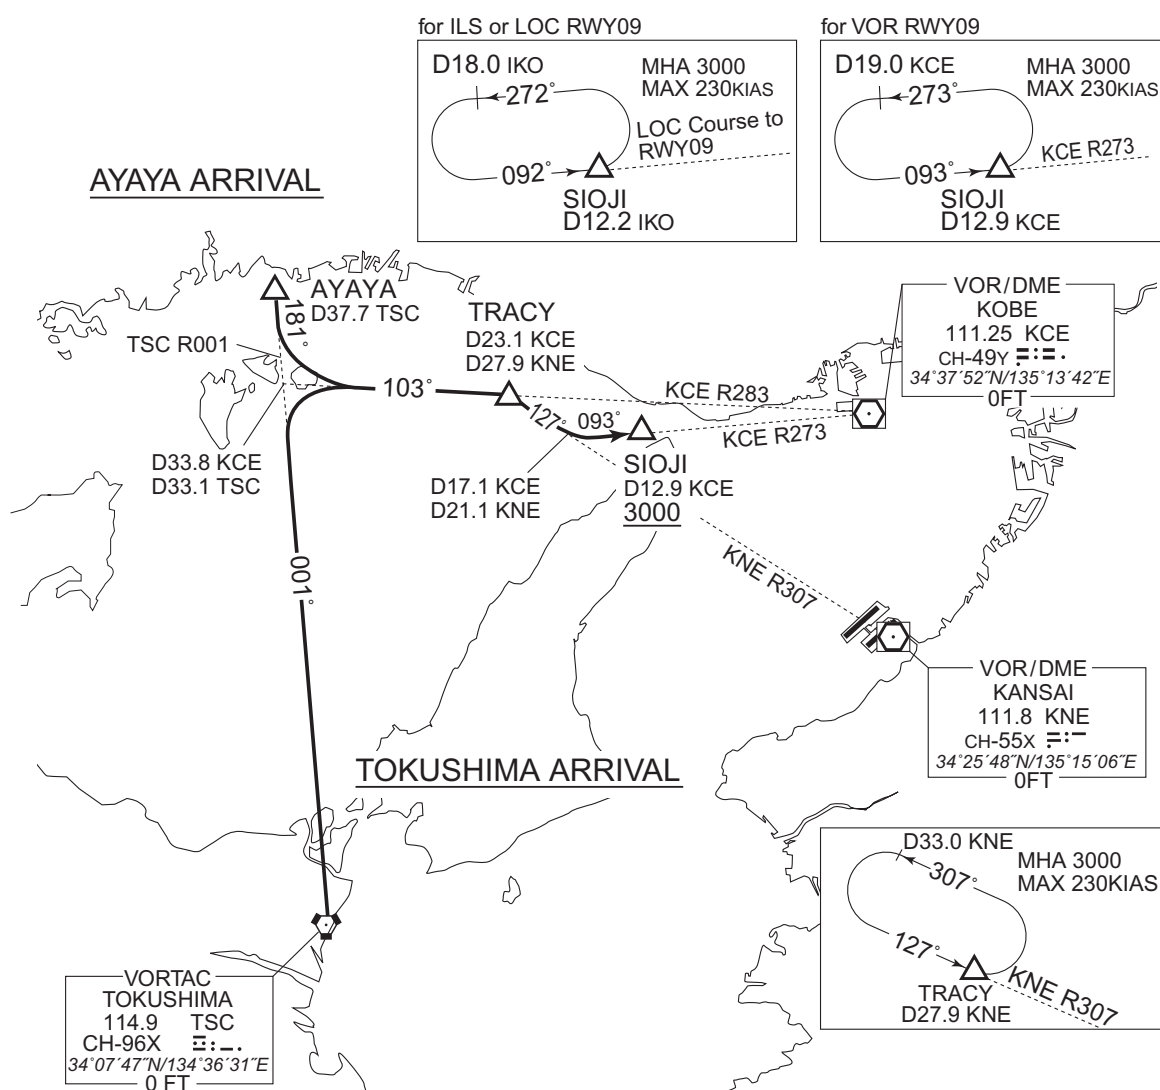 for ILS or LOC RWY09
D18.0 IKO
MHA 3000
MAX 230KIAS
272°
LOC Course to
RWY09
092°
SIOJI
D12.2 IKO
for VOR RWY09
D19.0 KCE
MHA 3000
MAX 230KIAS
273°
KCE R273
093°
SIOJI
D12.9 KCE
AYAYA ARRIVAL
AYAYA
D37.7 TSC
181°
TSC R001
TRACY
D23.1 KCE
D27.9 KNE
103°
KCE R283
127°
093°
KCE R273
VOR/DME
KOBE
111.25 KCE
CH-49Y
34°37´52˝N/135°13´42˝E
0FT
D33.8 KCE
D33.1 TSC
D17.1 KCE
D21.1 KNE
SIOJI
D12.9 KCE
3000
001°
KNE R307
VOR/DME
KANSAI
111.8 KNE
CH-55X
34°25´48˝N/135°15´06˝E
0FT
TOKUSHIMA ARRIVAL
D33.0 KNE
MHA 3000
MAX 230KIAS
307°
127°
TRACY
D27.9 KNE
KNE R307
VORTAC
TOKUSHIMA
114.9 TSC
CH-96X
34°07´47˝N/134°36´31˝E
0 FT